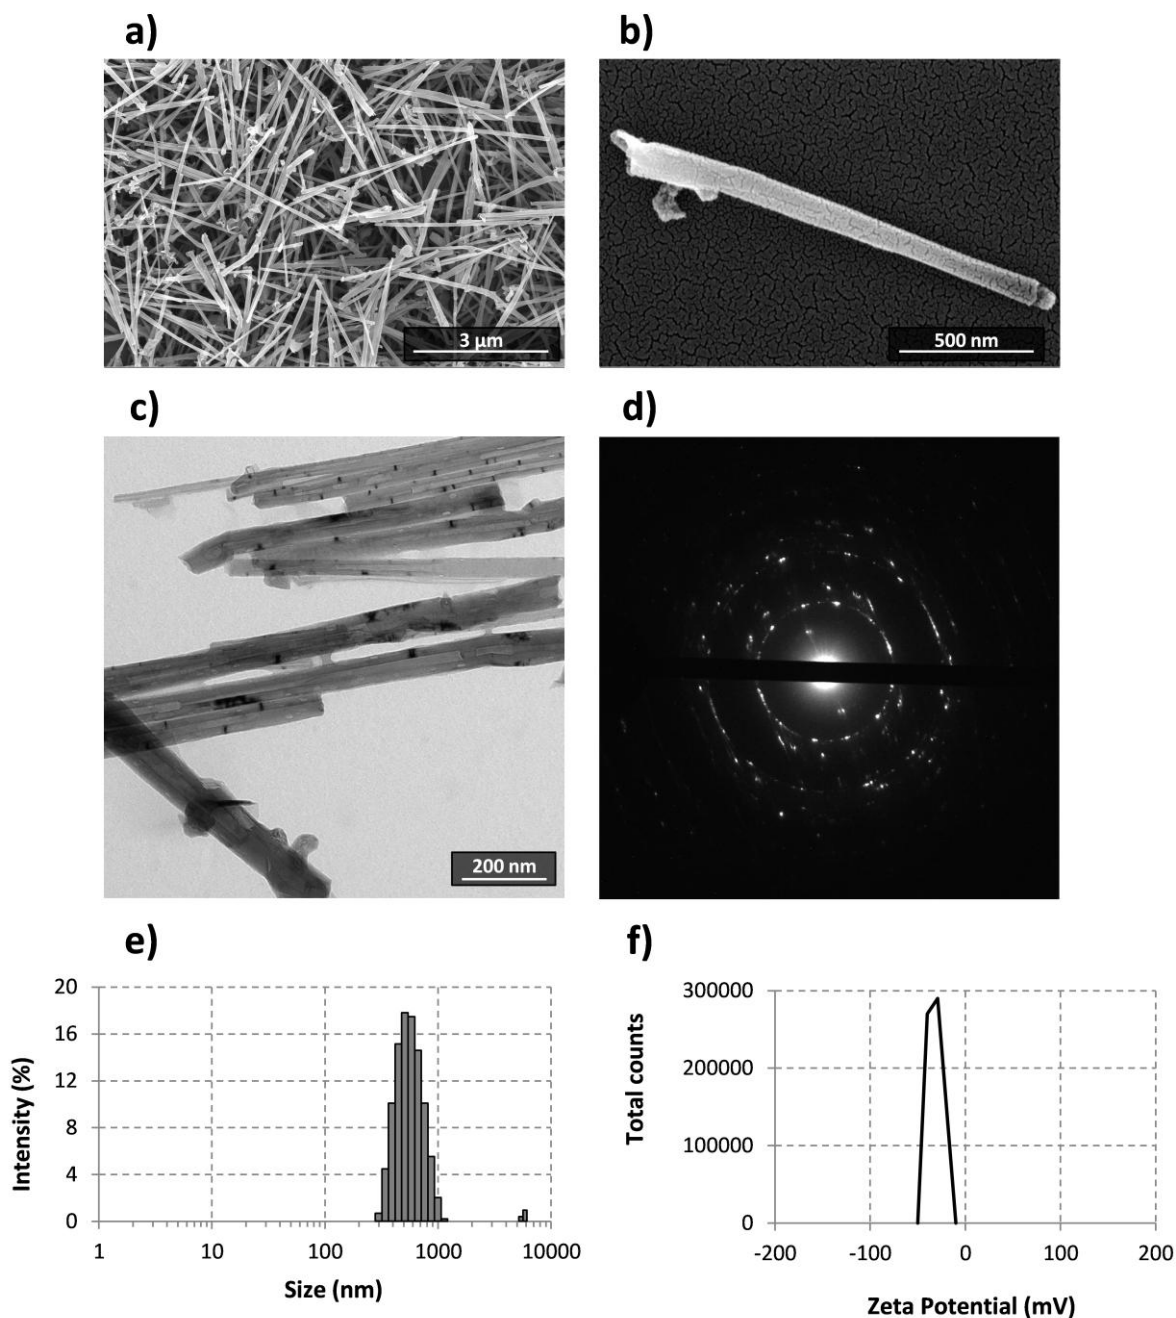 a)
b)
3 µm
500 nm
c)
d)
200 nm
e)
f)
20
16
12
8
4
0
Intensity (%)
1
10
100
1000
10000
Size (nm)
300000
200000
100000
0
Total counts
-200
-100
0
100
200
Zeta Potential (mV)